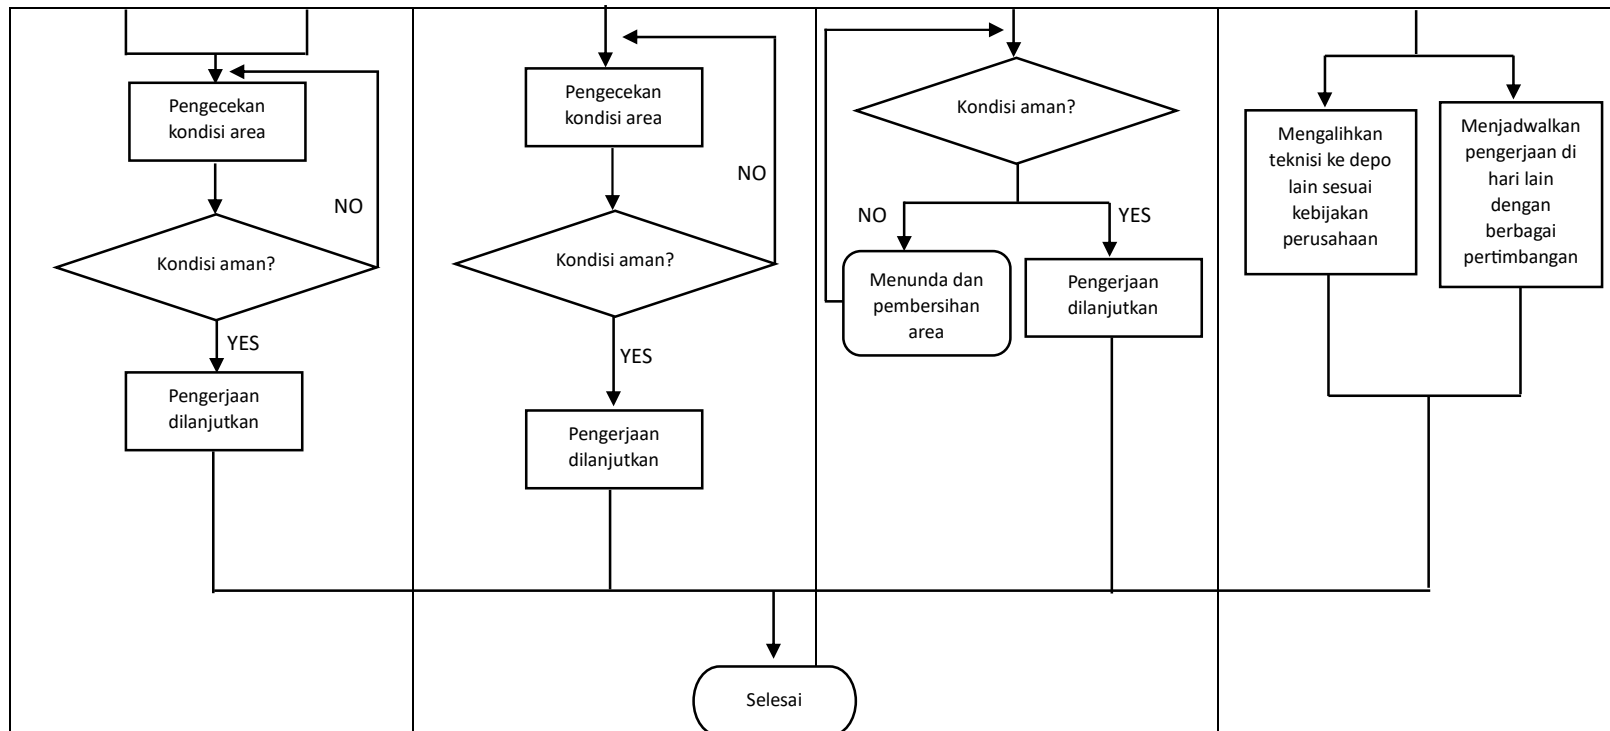 Pengecekan
kondisi area
NO
Kondisi aman?
YES
Pengerjaan
dilanjutkan
Pengecekan
kondisi area
NO
Kondisi aman?
YES
Pengerjaan
dilanjutkan
Kondisi aman?
NO
YES
Menunda dan
pembersihan
area
Pengerjaan
dilanjutkan
Mengalihkan
teknisi ke depo
lain sesuai
kebijakan
perusahaan
Menjadwalkan
pengerjaan di
hari lain
dengan
berbagai
pertimbangan
Selesai